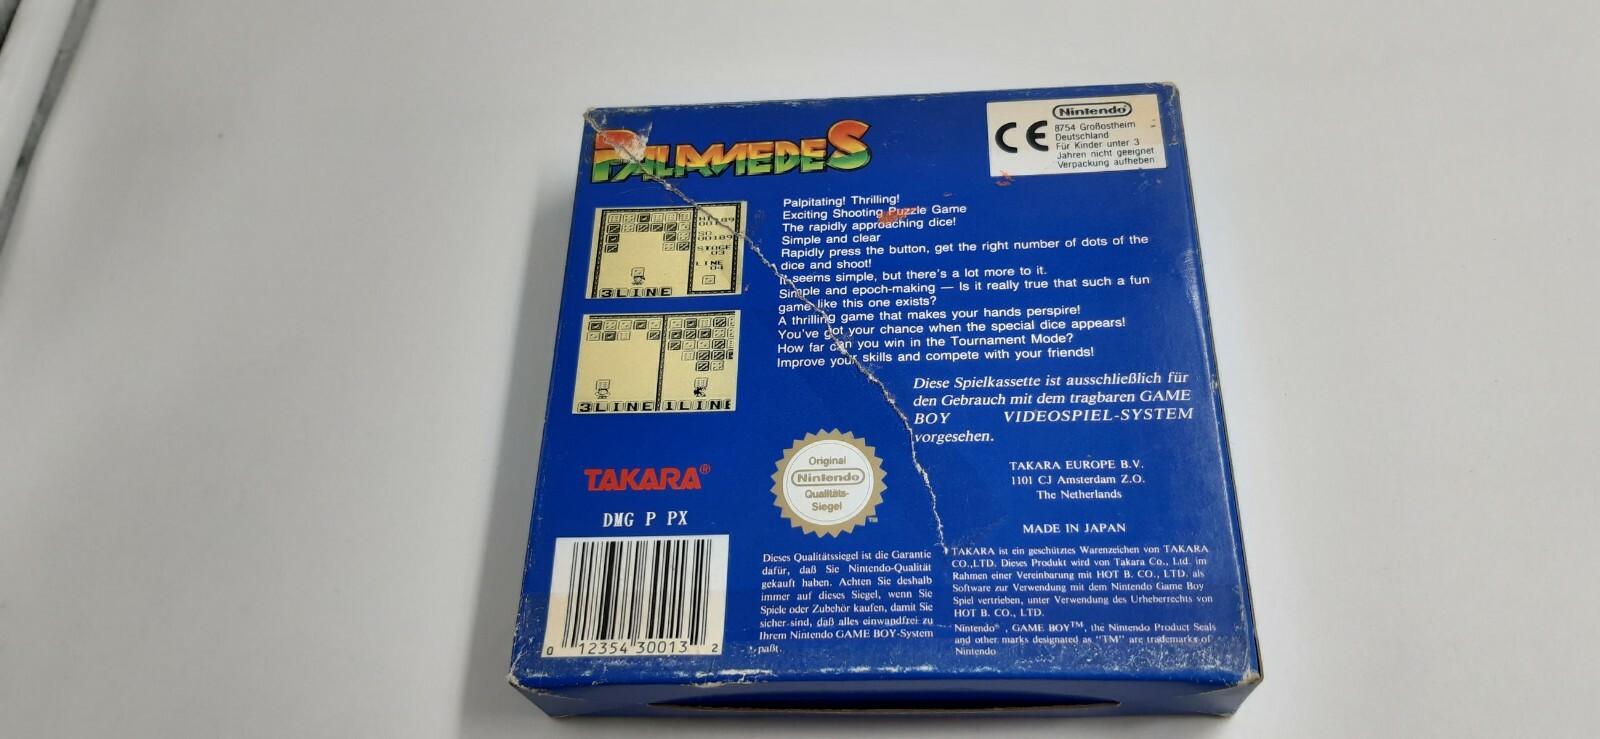 PALAMEDES
Nintendo
CE
8754 Großostheim
Deutschland
Für Kinder unter 3
Jahren nicht geeignet
Verpackung aufheben
Palpitating! Thrilling!
Exciting Shooting Puzzle Game
The rapidly approaching dice!
Simple and clear
Rapidly press the button, get the right number of dots of the
dice and shoot!
It seems simple, but there's a lot more to it.
Simple and epoch-making — Is it really true that such a fun
game like this one exists?
A thrilling game that makes your hands perspire!
You've got your chance when the special dice appears!
How far can you win in the Tournament Mode?
Improve your skills and compete with your friends!
00189
STAGE
03
LINE
04
3LINE
3LINE 1LINE
Diese Spielkassette ist ausschließlich für
den Gebrauch mit dem tragbaren GAME
BOY VIDEOSPIEL-SYSTEM
vorgesehen.
TAKARA®
DMG P PX
0 12354 30013 2
Original
Nintendo
Qualitäts-
Siegel
TM
TAKARA EUROPE B.V.
1101 CJ Amsterdam Z.O.
The Netherlands
MADE IN JAPAN
Dieses Qualitätssiegel ist die Garantie
dafür, daß Sie Nintendo-Qualität
gekauft haben. Achten Sie deshalb
immer auf dieses Siegel, wenn Sie
Spiele oder Zubehör kaufen, damit Sie
sicher sind, daß alles einwandfrei zu
Ihrem Nintendo GAME BOY-System
paßt.
TAKARA ist ein geschütztes Warenzeichen von TAKARA
CO.,LTD. Dieses Produkt wird von Takara Co., Ltd. im
Rahmen einer Vereinbarung mit HOT B. CO., LTD. als
Software zur Verwendung mit dem Nintendo Game Boy
Spiel vertrieben, unter Verwendung des Urheberrechts von
HOT B. CO., LTD.
Nintendo®, GAME BOY™, the Nintendo Product Seals
and other marks designated as "TM" are trademarks of
Nintendo